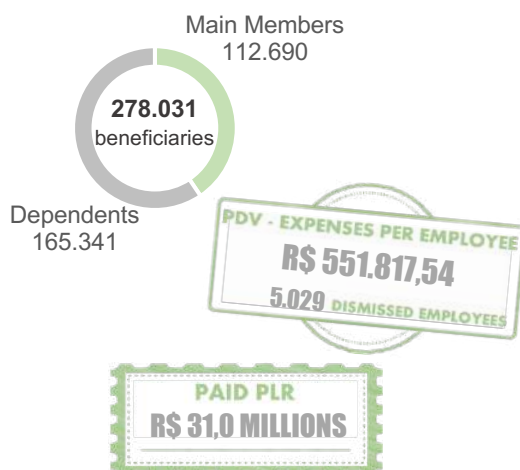 Main Members
112.690
278.031
beneficiaries
Dependents
165.341
PDV - EXPENSES PER EMPLOYEE
R$ 551.817,54
5.029 DISMISSED EMPLOYEES
PAID PLR
R$ 31,0 MILLIONS